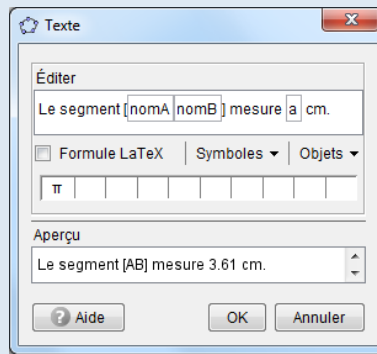 Texte
Éditer
Le segment [nomA nomB] mesure a cm.
Formule LaTeX Symboles Objets
π
Aperçu
Le segment [AB] mesure 3.61 cm.
Aide OK Annuler